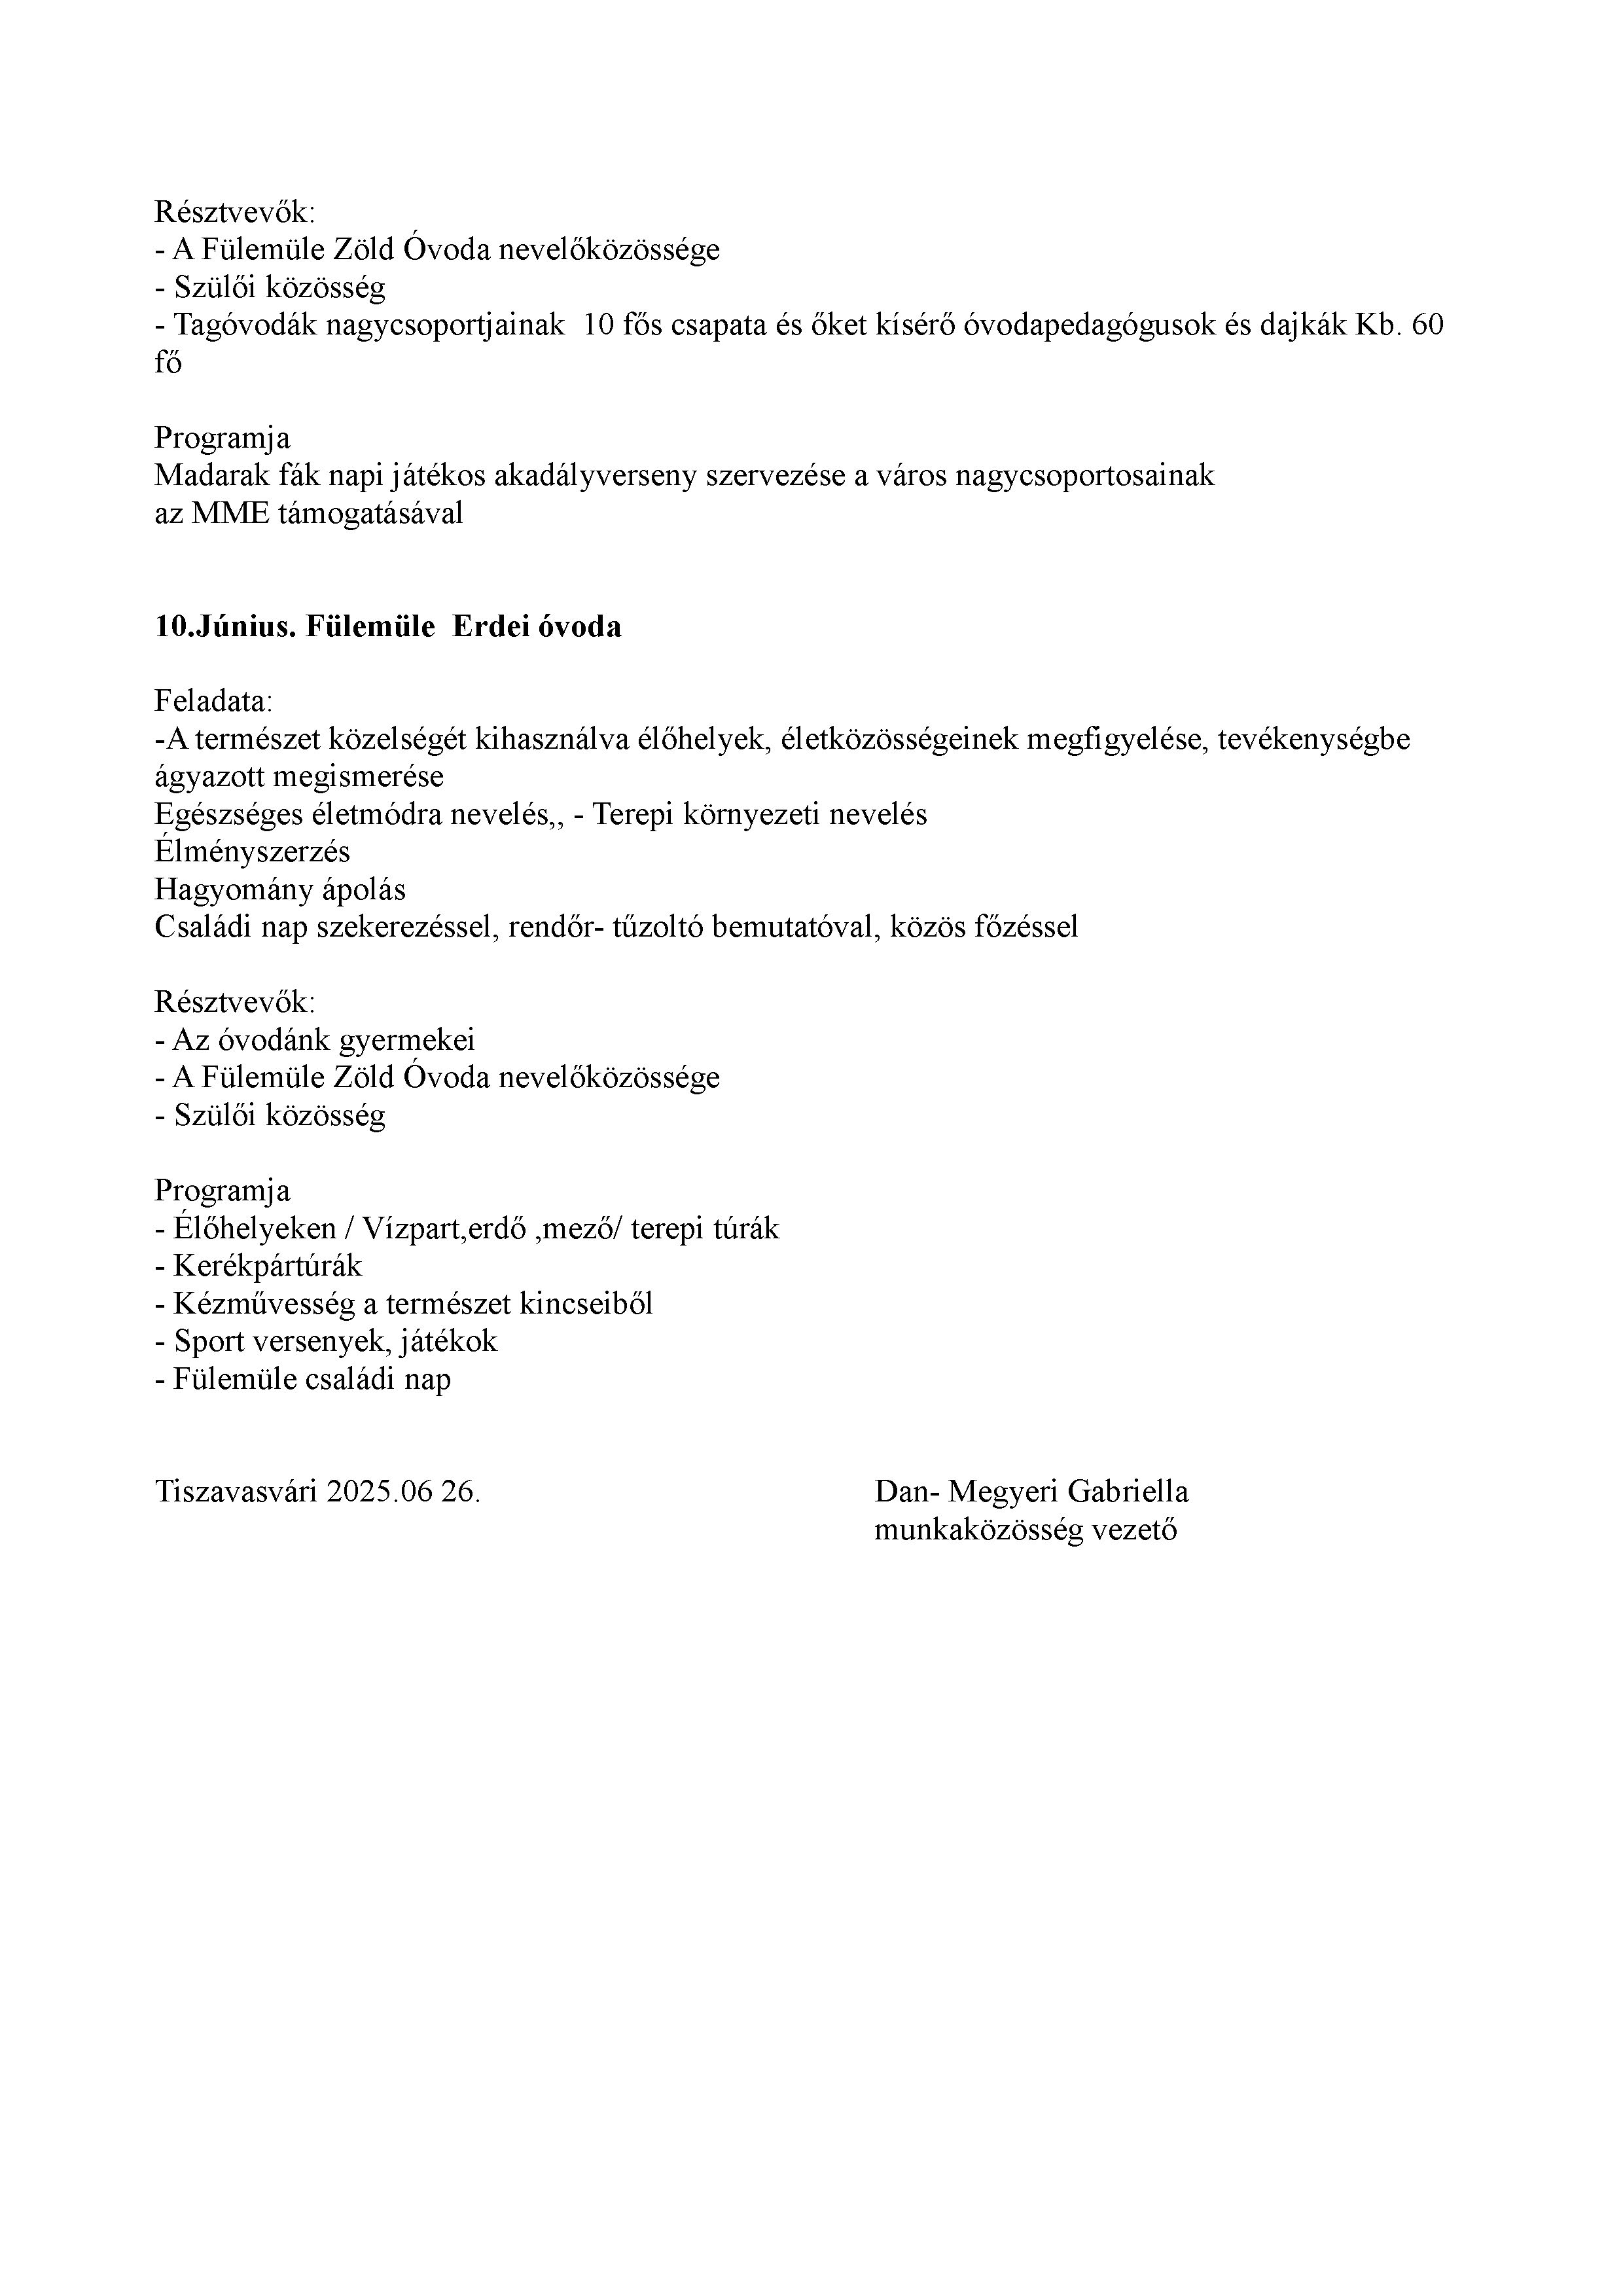 Résztvevők:
- A Fülemüle Zöld Óvoda nevelőközössége
- Szülői közösség
- Tagóvodák nagycsoportjainak  10 fős csapata és őket kísérő óvodapedagógusok és dajkák Kb. 60
fő
Programja
Madarak fák napi játékos akadályverseny szervezése a város nagycsoportosainak
az MME támogatásával
10.Június. Fülemüle  Erdei óvoda
Feladata:
-A természet közelségét kihasználva élőhelyek, életközösségeinek megfigyelése, tevékenységbe
ágyazott megismerése
Egészséges életmódra nevelés,, - Terepi környezeti nevelés
Élményszerzés
Hagyomány ápolás
Családi nap szekerezéssel, rendőr- tűzoltó bemutatóval, közös főzéssel
Résztvevők:
- Az óvodánk gyermekei
- A Fülemüle Zöld Óvoda nevelőközössége
- Szülői közösség
Programja
- Élőhelyeken / Vízpart,erdő ,mező/ terepi túrák
- Kerékpártúrák
- Kézművesség a természet kincseiből
- Sport versenyek, játékok
- Fülemüle családi nap
Tiszavasvári 2025.06 26. Dan- Megyeri Gabriella
munkaközösség vezető